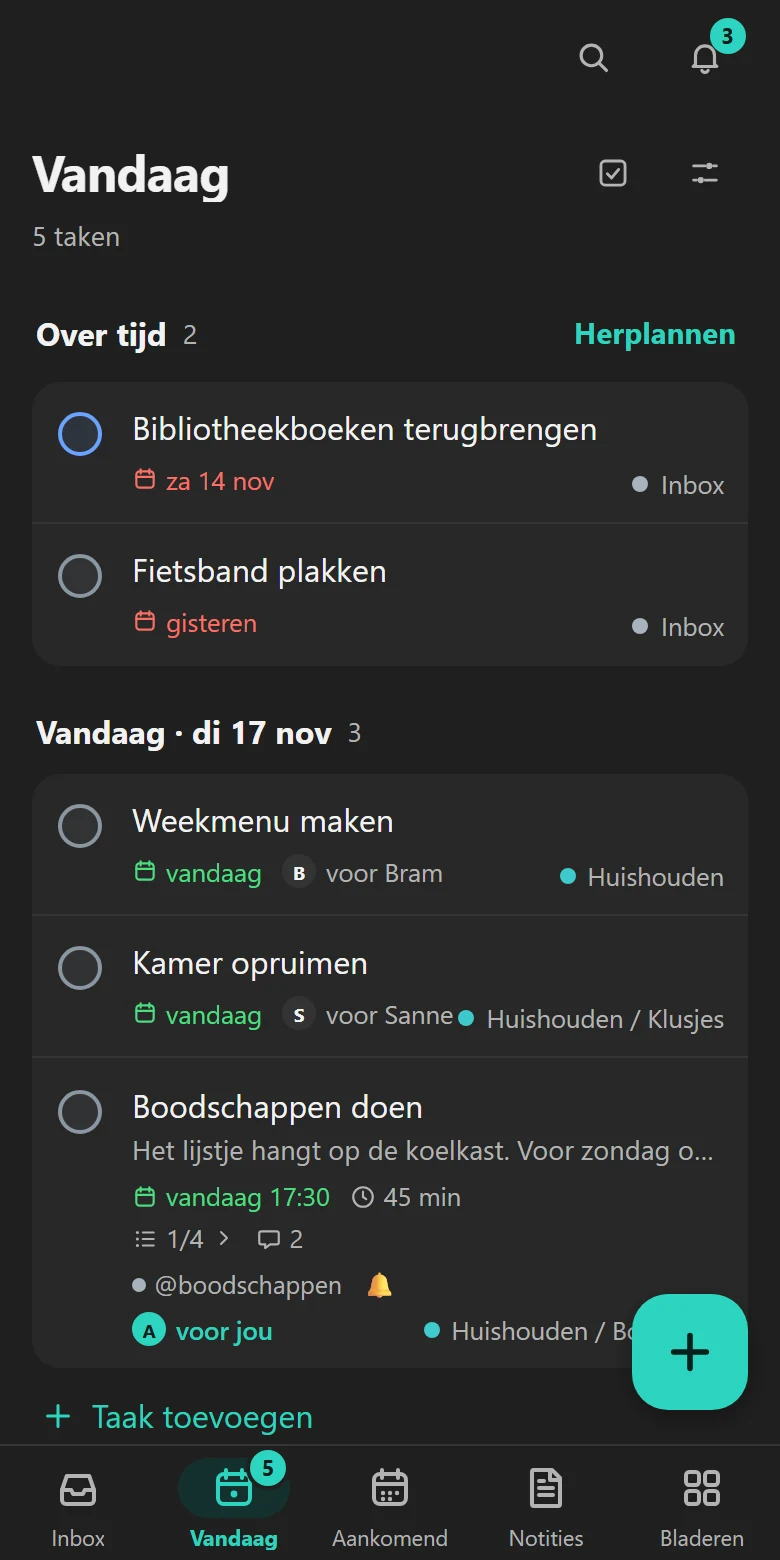 3
Vandaag
5 taken
Over tijd 2
Herplannen
Bibliotheekboeken terugbrengen
za 14 nov
Inbox
Fietsband plakken
gisteren
Inbox
Vandaag · di 17 nov 3
Weekmenu maken
vandaag B voor Bram
Huishouden
Kamer opruimen
vandaag S voor Sanne
Huishouden / Klusjes
Boodschappen doen
Het lijstje hangt op de koelkast. Voor zondag o...
vandaag 17:30 45 min
1/4 2
@boodschappen
A voor jou
Huishouden /
+ Taak toevoegen
5
Inbox
Vandaag
Aankomend
Notities
Bladeren